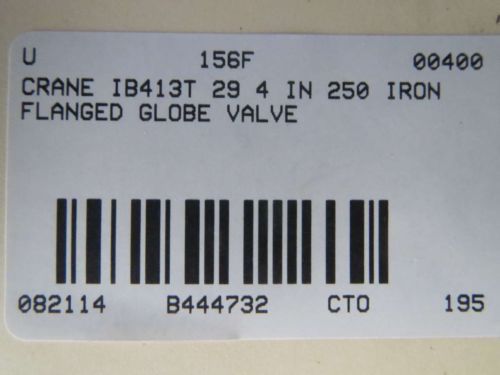 U 156F 00400
CRANE IB413T 29 4 IN 250 IRON
FLANGED GLOBE VALVE
082114 B444732 CTO 195